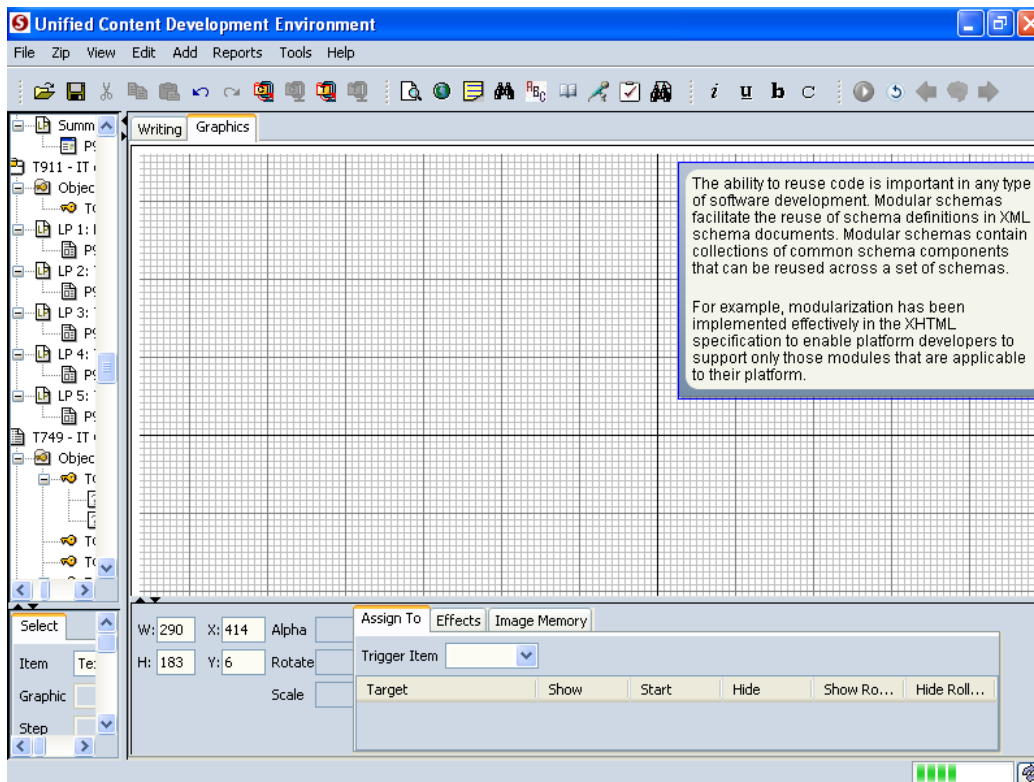 Unified Content Development Environment
File Zip View Edit Add Reports Tools Help
ABC i u b C
Summ
T911 - IT
Objec
LP 1:
LP 2:
LP 3:
LP 4:
LP 5:
T749 - IT
Objec
Writing Graphics
The ability to reuse code is important in any type
of software development. Modular schemas
facilitate the reuse of schema definitions in XML
schema documents. Modular schemas contain
collections of common schema components
that can be reused across a set of schemas.
For example, modularization has been
implemented effectively in the XHTML
specification to enable platform developers to
support only those modules that are applicable
to their platform.
Select
Item Te
Graphic
Step
W: 290 X: 414 Alpha
H: 183 Y: 6 Rotate
Scale
Assign To Effects Image Memory
Trigger Item
Target Show Start Hide Show Ro... Hide Roll...